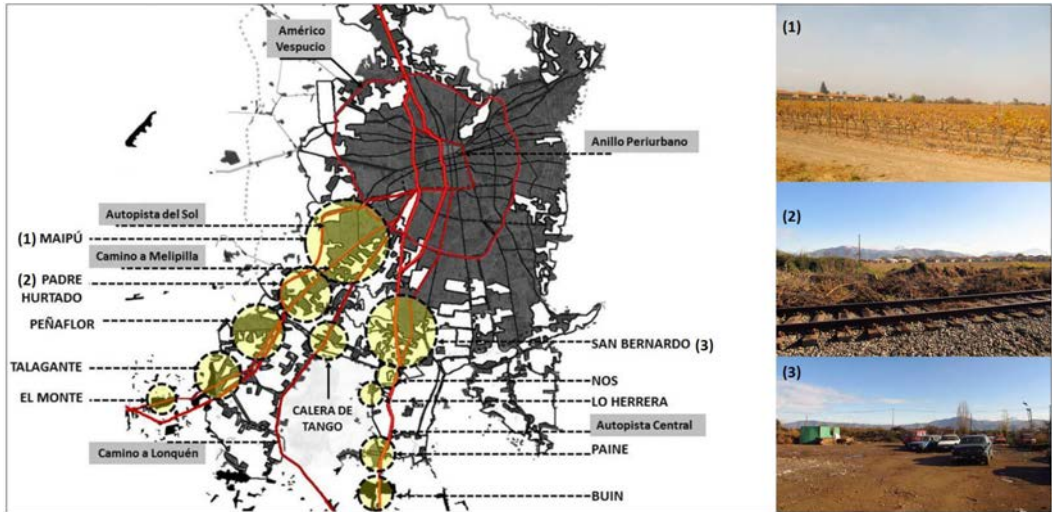 Américo
Vespucio
Anillo Periurbano
Autopista del Sol
(1) MAIPÚ
Camino a Melipilla
(2) PADRE
HURTADO
PEÑAFLOR
TALAGANTE
EL MONTE
Camino a Lonquén
CALERA DE
TANGO
SAN BERNARDO (3)
NOS
LO HERRERA
Autopista Central
PAINE
BUIN
(1)
(2)
(3)